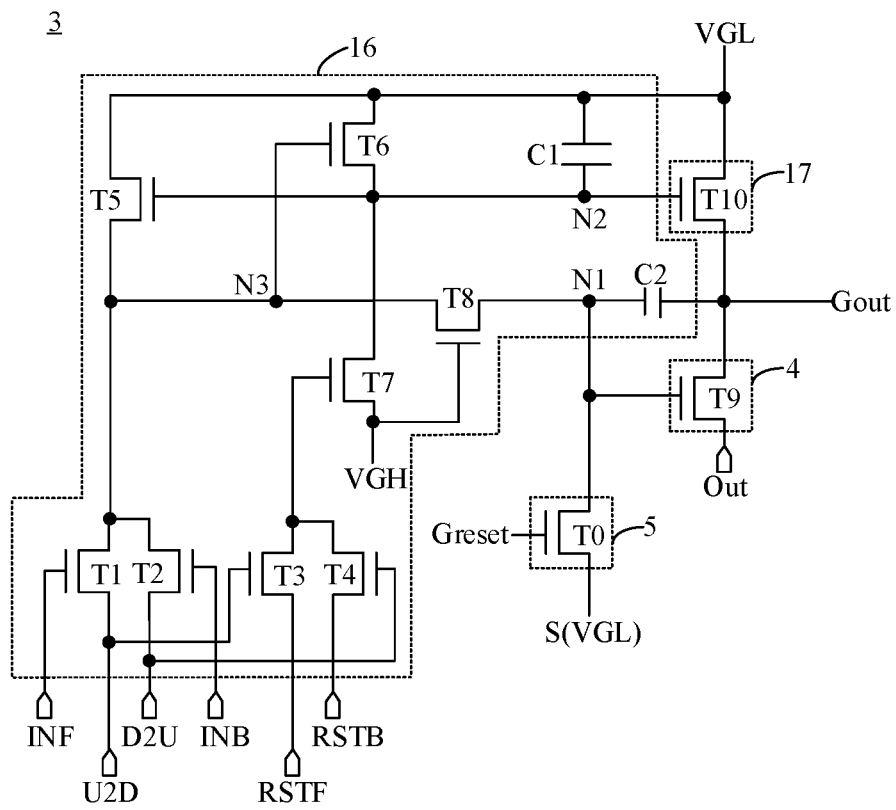 3
16
VGL
T6
C1
T5
T10
17
N2
N3
T8
N1
C2
Gout
T7
T9
4
VGH
Out
Greset
T0
5
T1
T2
T3
T4
S(VGL)
INF
D2U
INB
RSTB
U2D
RSTF